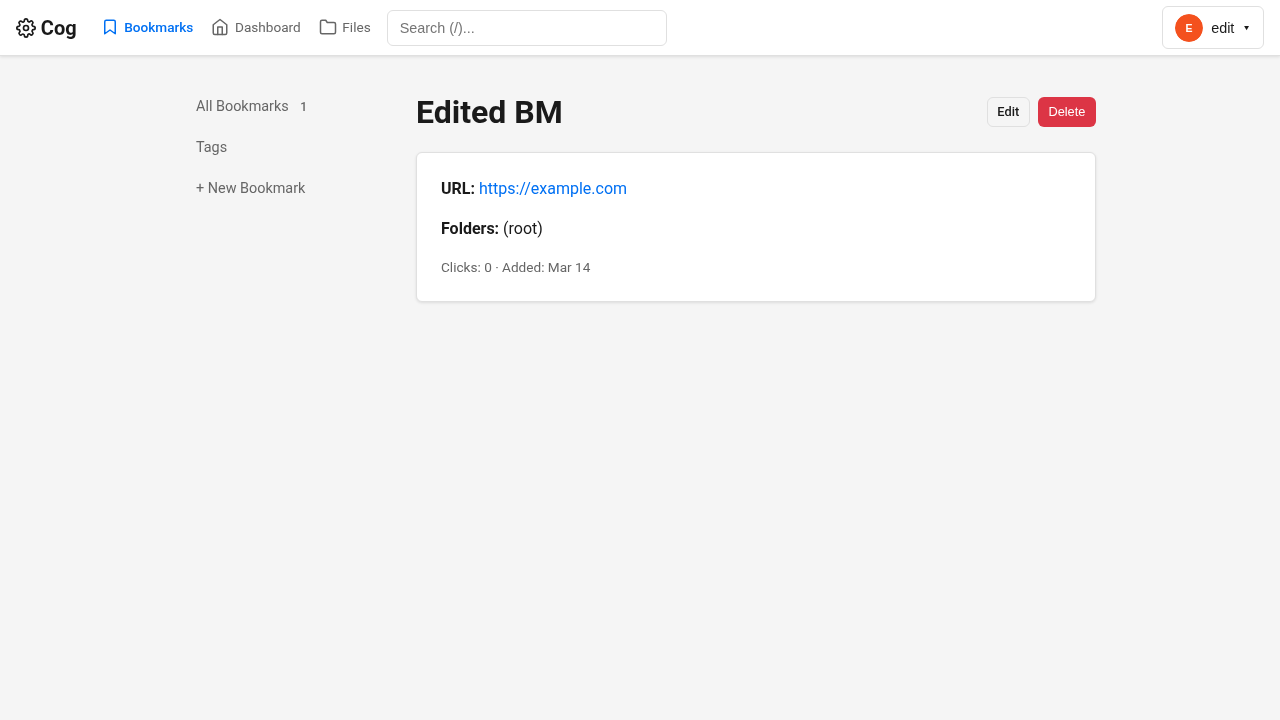 Cog
Bookmarks
Dashboard
Files
Search (/)...
E
edit
All Bookmarks 1
Tags
+ New Bookmark
Edited BM
Edit
Delete
URL: https://example.com
Folders: (root)
Clicks: 0 · Added: Mar 14